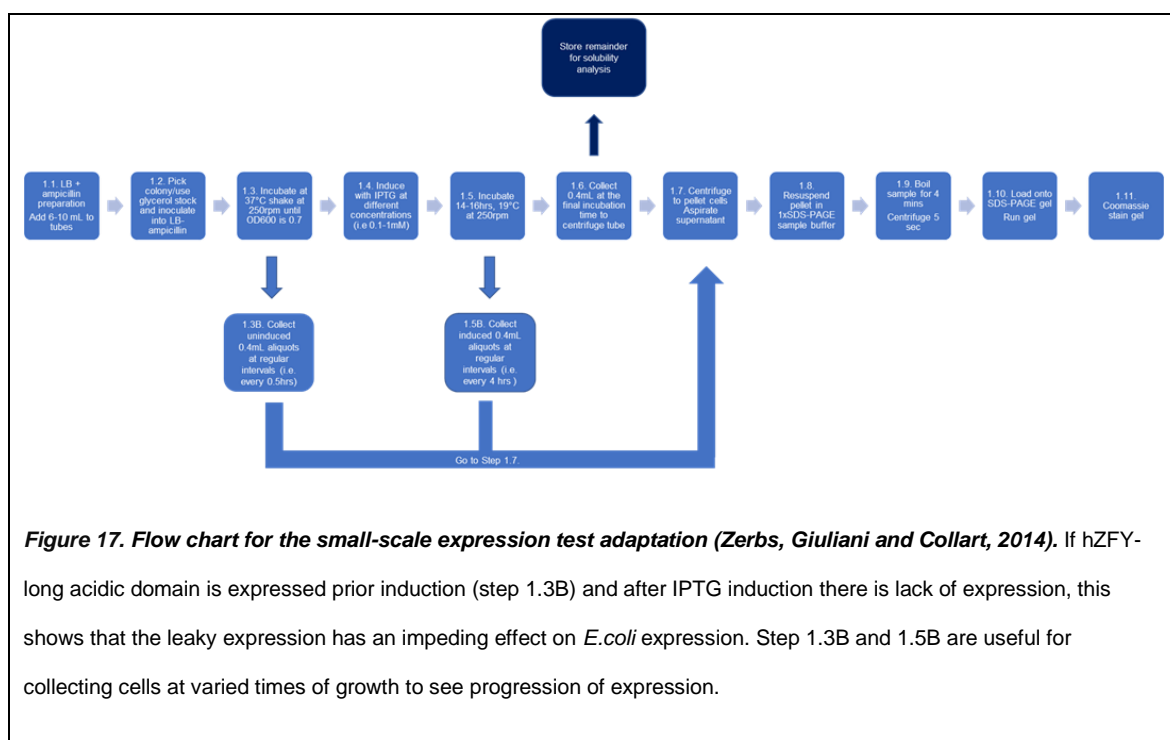 Store remainder
for solubility
analysis
1.1. LB +
ampicillin
preparation
Add 6-10 mL to
tubes
1.2. Pick
colony/use
glycerol stock
and inoculate
into LB-
ampicillin
1.3. Incubate at
37°C shake at
250rpm until
OD600 is 0.7
1.4. Induce
with IPTG at
different
concentrations
(i.e 0.1-1mM)
1.5. Incubate
14-16hrs, 19°C
at 250rpm
1.6. Collect
0.4mL at the
final incubation
time to
centrifuge tube
1.7. Centrifuge
to pellet cells
Aspirate
supernatant
1.8.
Resuspend
pellet in
1xSDS-PAGE
sample buffer
1.9. Boil
sample for 4
mins
Centrifuge 5
sec
1.10. Load onto
SDS-PAGE gel
Run gel
1.11.
Coomassie
stain gel
1.3B. Collect
uninduced
0.4mL aliquots
at regular
intervals (i.e.
every 0.5hrs)
1.5B. Collect
induced 0.4mL
aliquots at
regular
intervals (i.e.
every 4 hrs )
Go to Step 1.7.
Figure 17. Flow chart for the small-scale expression test adaptation (Zerbs, Giuliani and Collart, 2014). If hZFY-
long acidic domain is expressed prior induction (step 1.3B) and after IPTG induction there is lack of expression, this
shows that the leaky expression has an impeding effect on E.coli expression. Step 1.3B and 1.5B are useful for
collecting cells at varied times of growth to see progression of expression.